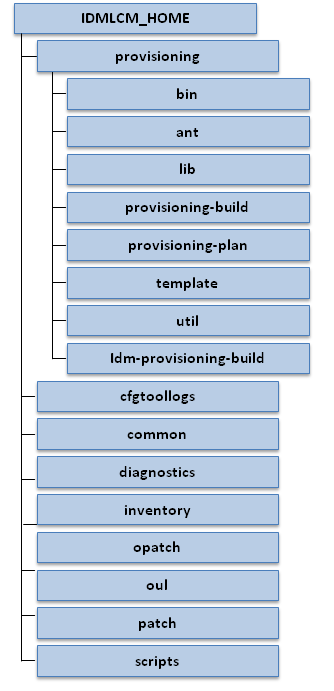 IDMLCM_HOME
provisioning
bin
ant
lib
provisioning-build
provisioning-plan
template
util
Idm-provisioning-build
cfgtoollogs
common
diagnostics
inventory
opatch
oul
patch
scripts